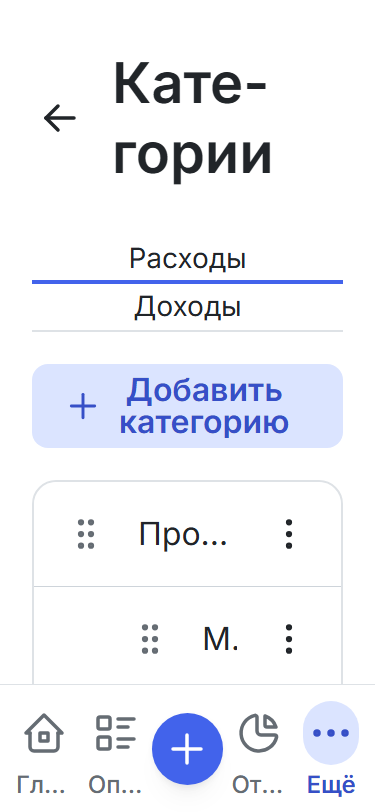 Кате-
гории
Расходы
Доходы
Добавить
категорию
Про...
М.
Гл...
Оп...
От...
Ещё